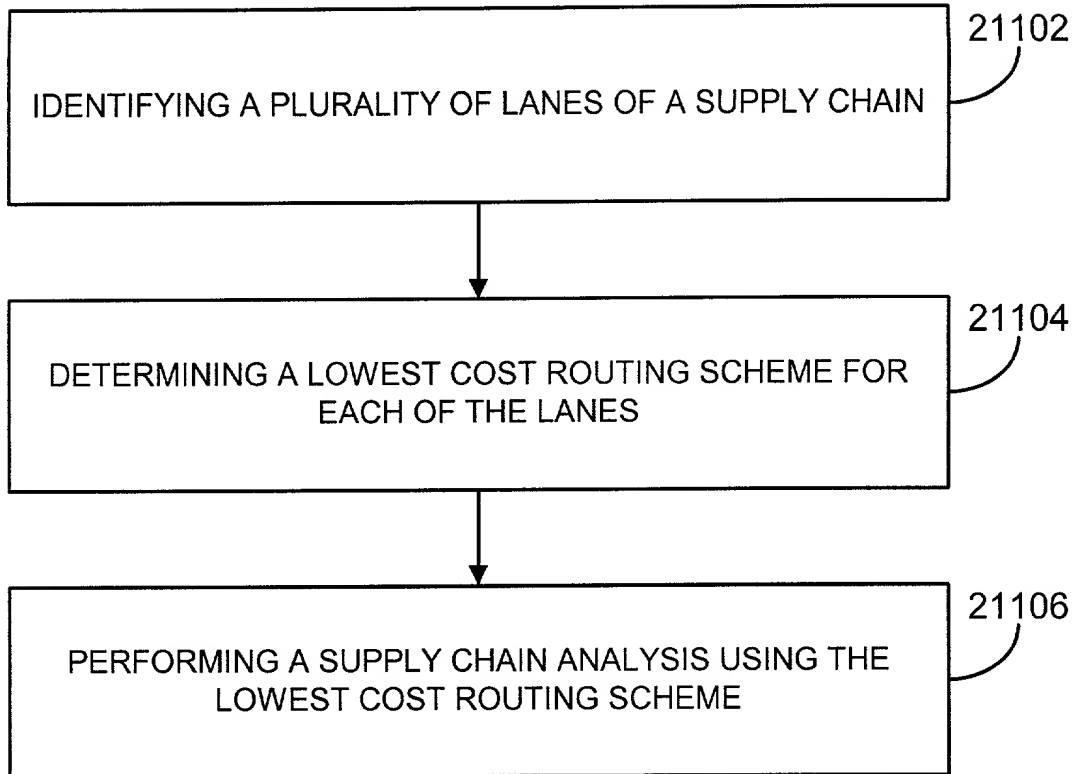 21102
IDENTIFYING A PLURALITY OF LANES OF A SUPPLY CHAIN
21104
DETERMINING A LOWEST COST ROUTING SCHEME FOR
EACH OF THE LANES
21106
PERFORMING A SUPPLY CHAIN ANALYSIS USING THE
LOWEST COST ROUTING SCHEME